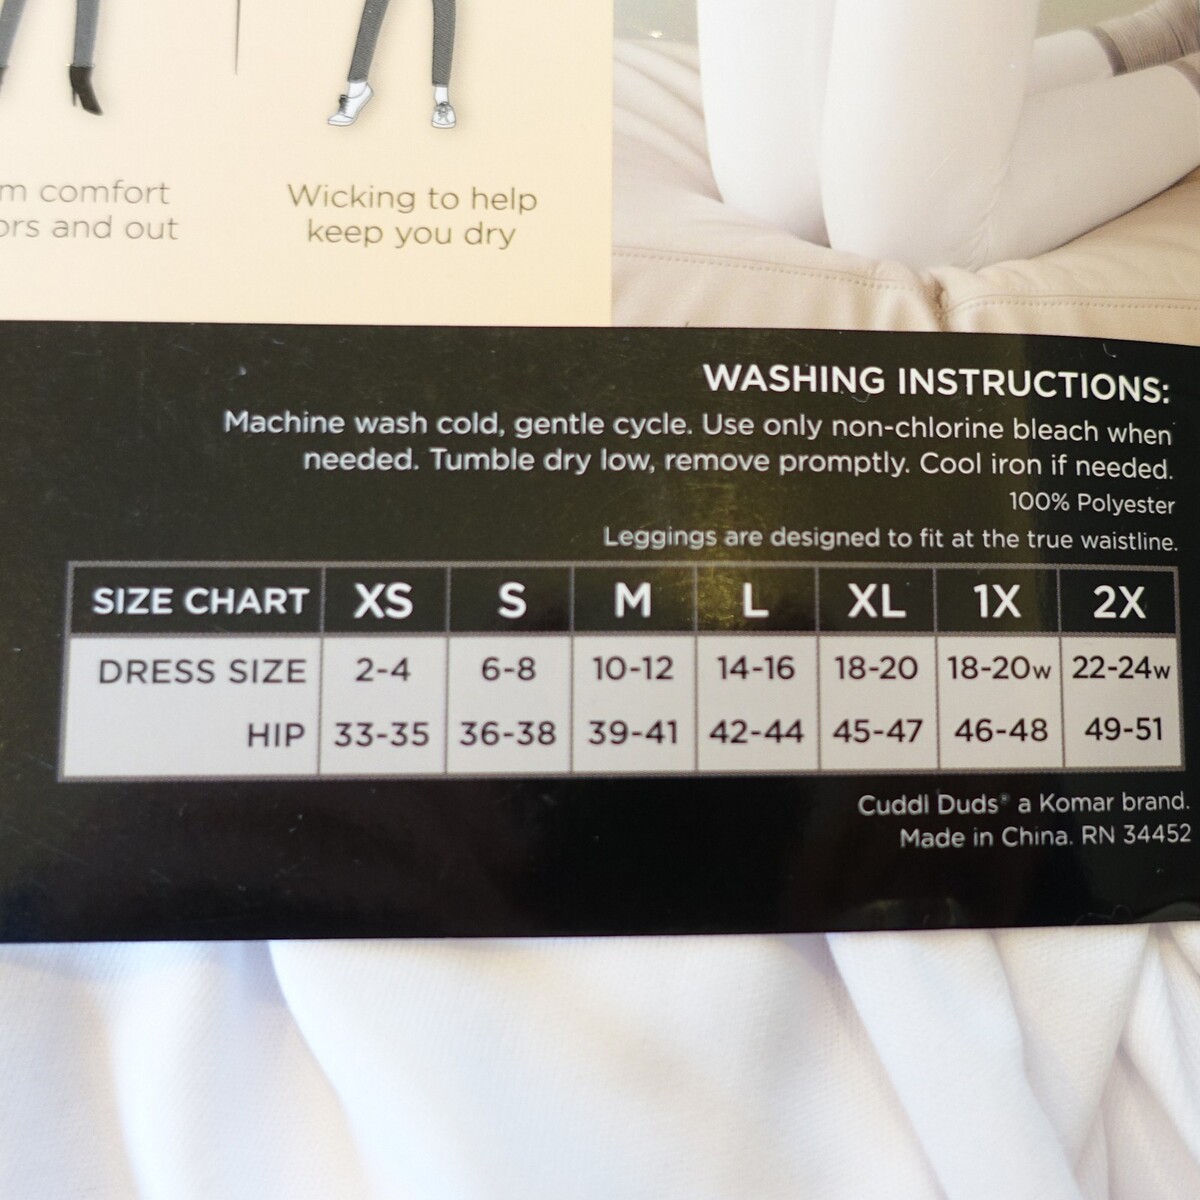 m comfort
ors and out
Wicking to help
keep you dry
WASHING INSTRUCTIONS:
Machine wash cold, gentle cycle. Use only non-chlorine bleach when
needed. Tumble dry low, remove promptly. Cool iron if needed.
100% Polyester
Leggings are designed to fit at the true waistline.
SIZE CHART XS S M L XL 1X 2X
DRESS SIZE 2-4 6-8 10-12 14-16 18-20 18-20w 22-24w
HIP 33-35 36-38 39-41 42-44 45-47 46-48 49-51
Cuddl Duds® a Komar brand.
Made in China. RN 34452